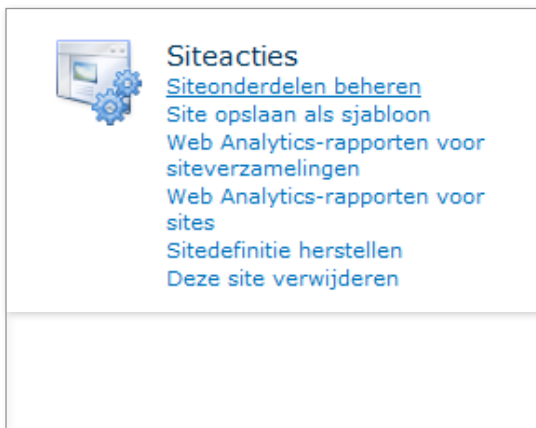 Siteacties
Siteonderdelen beheren
Site opslaan als sjabloon
Web Analytics-rapporten voor
siteverzamelingen
Web Analytics-rapporten voor
sites
Sitedefinitie herstellen
Deze site verwijderen